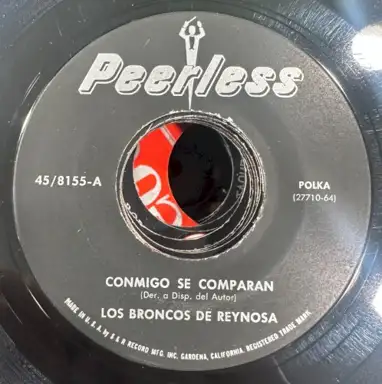 Peerless
45/8155-A
POLKA
(27710-64)
CONMIGO SE COMPARAN
(Der. a Disp. del Autor)
LOS BRONCOS DE REYNOSA
MADE IN U.S.A. by S & R RECORD MFG. INC. GARDENA, CALIFORNIA. REGISTERED TRADE MARK.